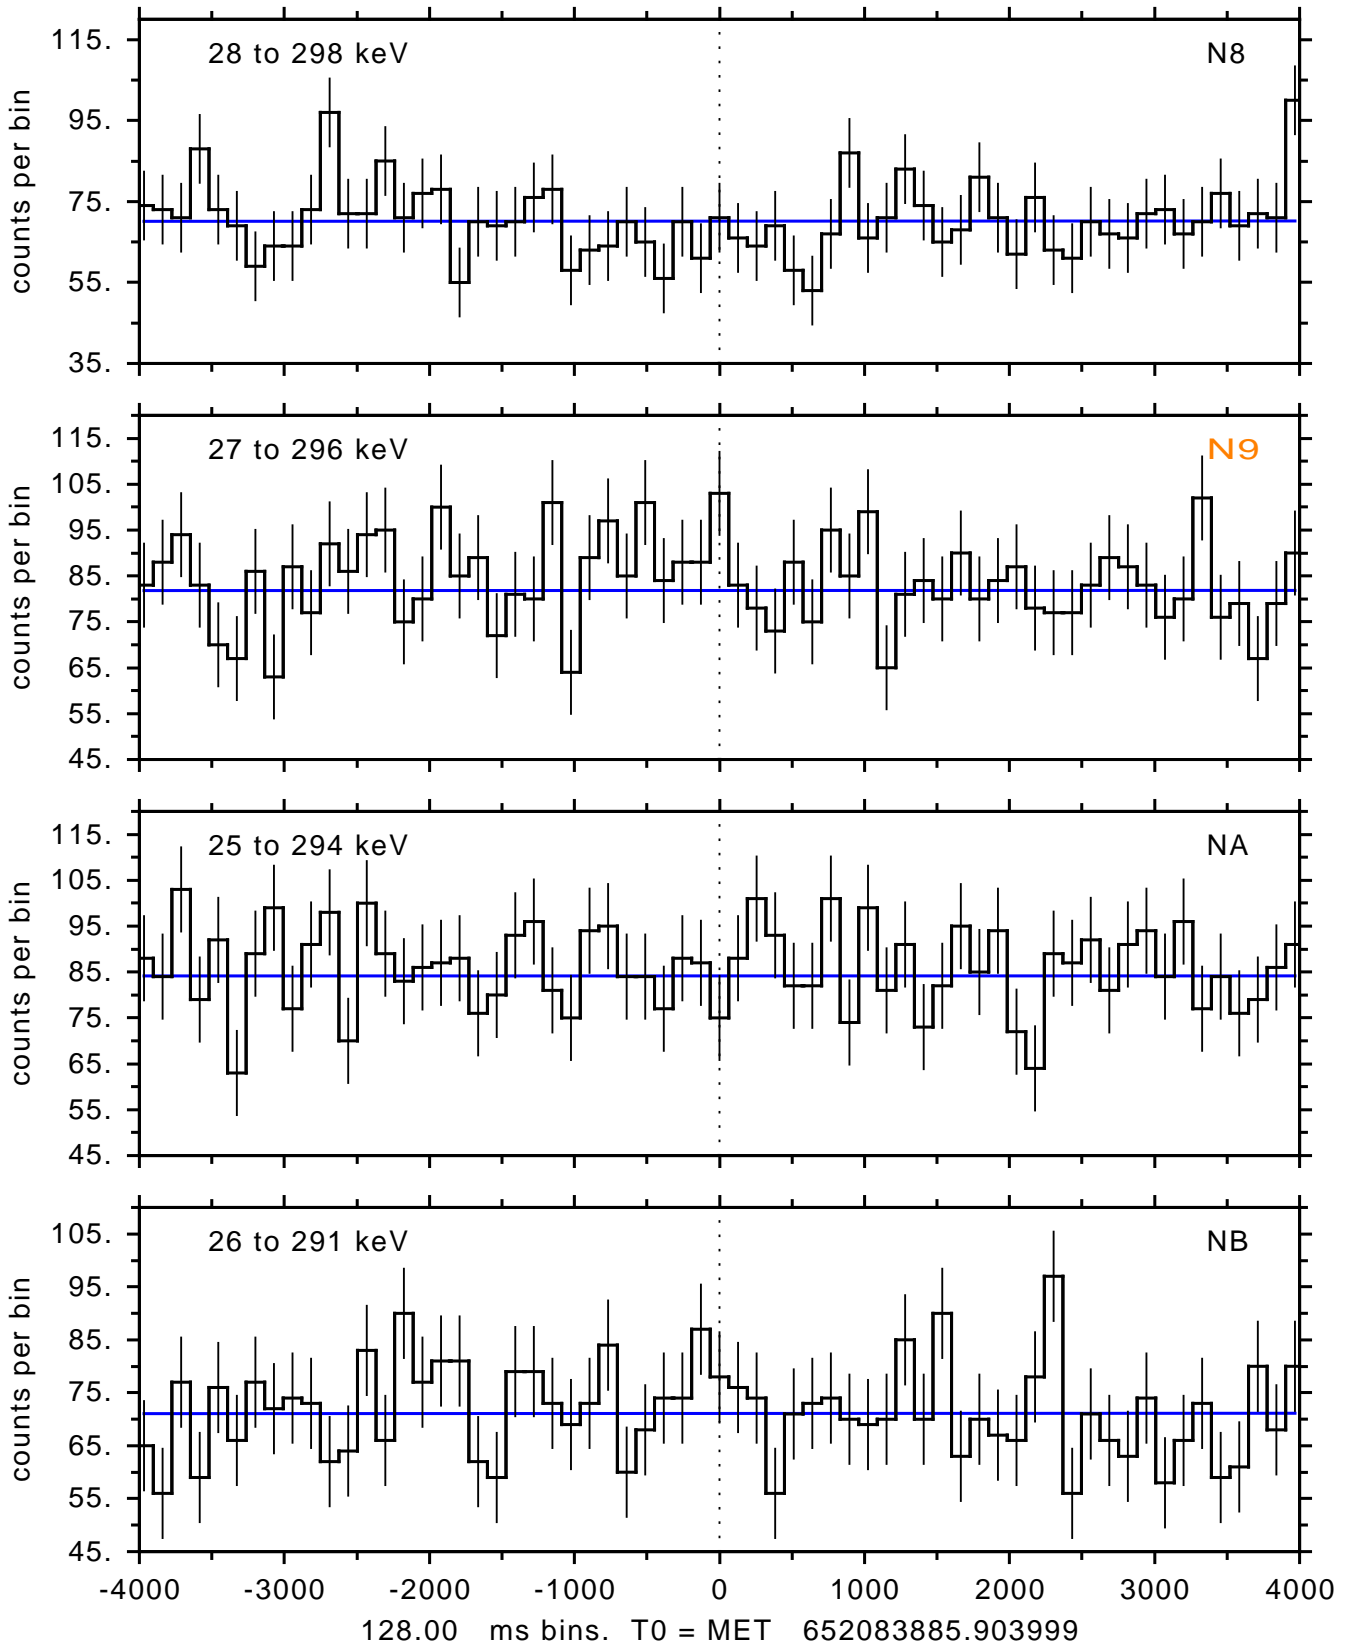 28 to 298 keV N8
115.
95.
75.
55.
35.
counts per bin
27 to 296 keV N9
115.
105.
95.
85.
75.
65.
55.
45.
counts per bin
25 to 294 keV NA
115.
105.
95.
85.
75.
65.
55.
45.
counts per bin
26 to 291 keV NB
105.
95.
85.
75.
65.
55.
45.
counts per bin
-4000 -3000 -2000 -1000 0 1000 2000 3000 4000
128.00 ms bins. T0 = MET 652083885.903999